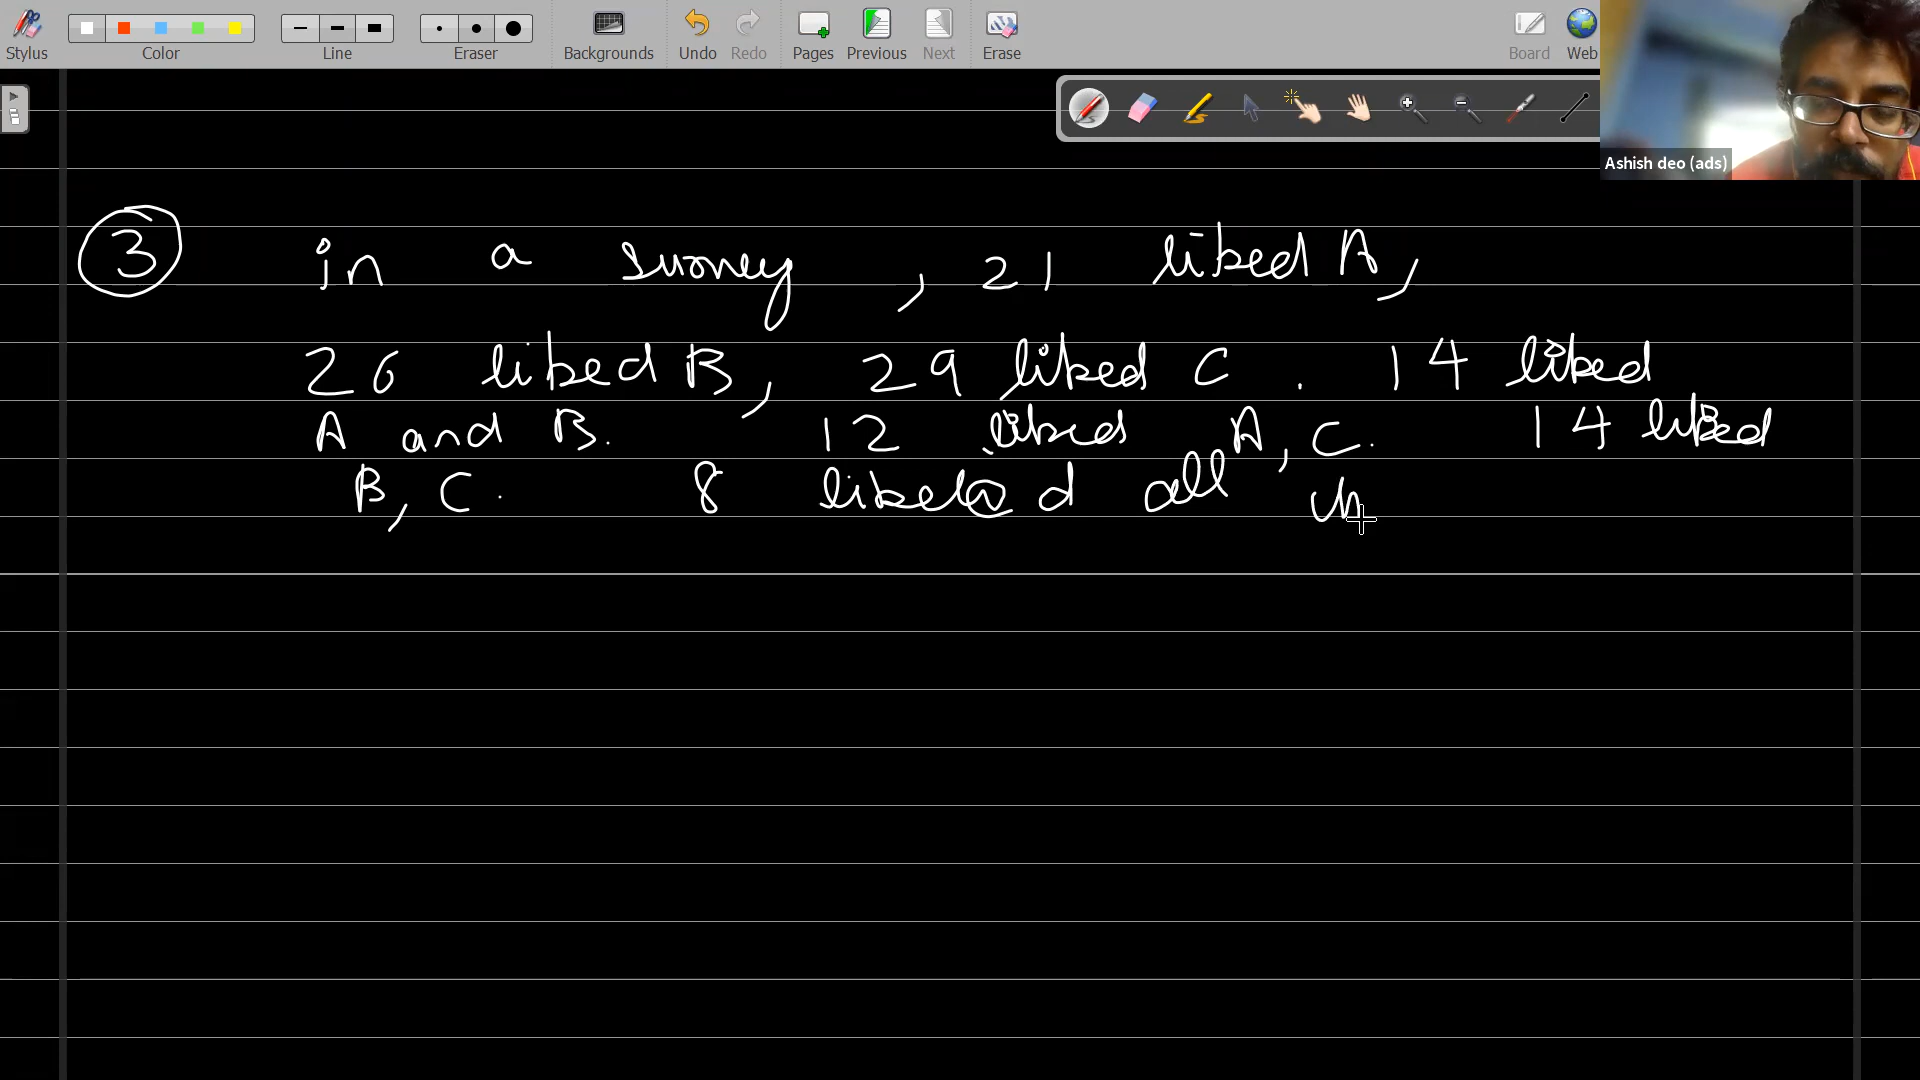 Stylus Color Line Eraser Backgrounds Undo Redo Pages Previous Next Erase Board Web
Ashish deo (ads)
3 in a survey , 21 liked A,
26 liked B, 29 liked C . 14 liked
A and B. 12 liked A, C. 14 liked
B, C. 8 liked all